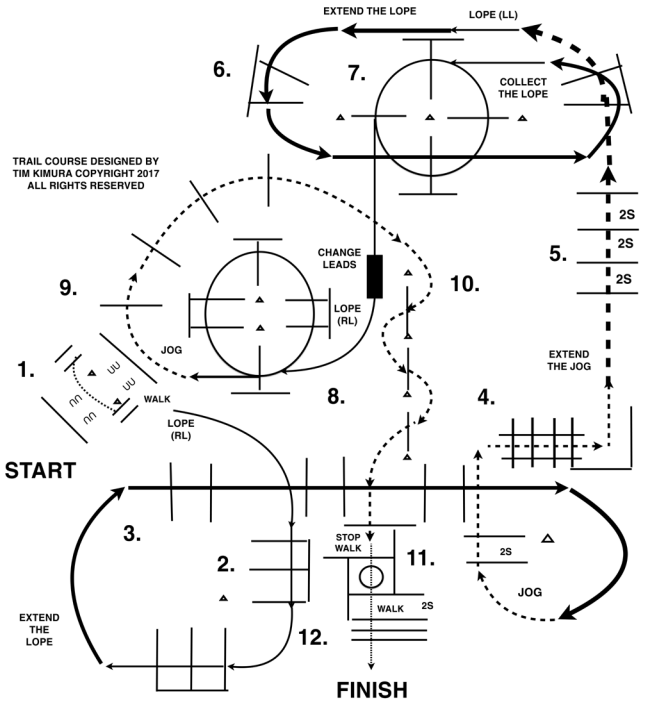 EXTEND THE LOPE
LOPE (LL)
6.
7.
COLLECT
THE LOPE
TRAIL COURSE DESIGNED BY
TIM KIMURA COPYRIGHT 2017
ALL RIGHTS RESERVED
2S
2S
5.
2S
CHANGE
LEADS
10.
9.
LOPE
(RL)
JOG
EXTEND
THE JOG
1.
8.
4.
WALK
LOPE
(RL)
START
3.
2.
STOP
WALK
11.
2S
JOG
WALK
2S
EXTEND
THE
LOPE
12.
FINISH